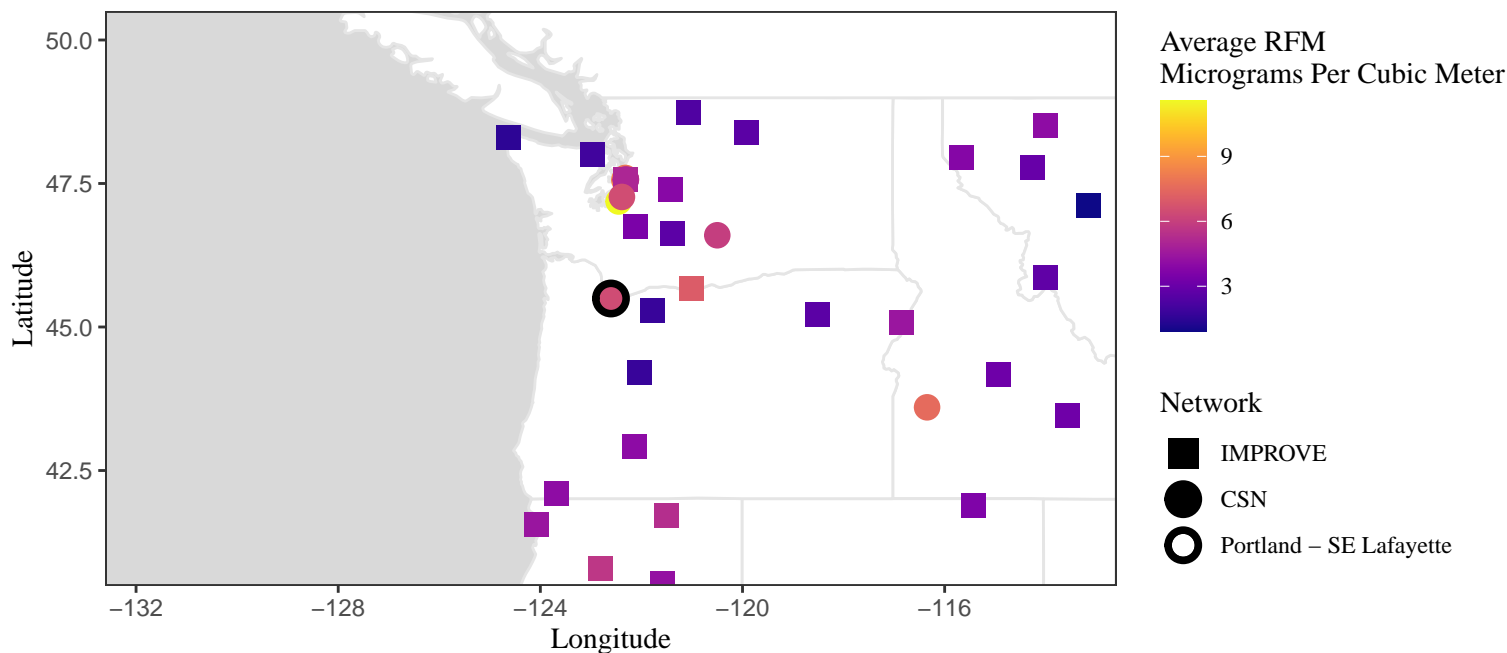 50.0
47.5
45.0
42.5
Latitude
−132
−128
−124
−120
−116
Longitude
Average RFM
Micrograms Per Cubic Meter
9
6
3
Network
IMPROVE
CSN
Portland − SE Lafayette